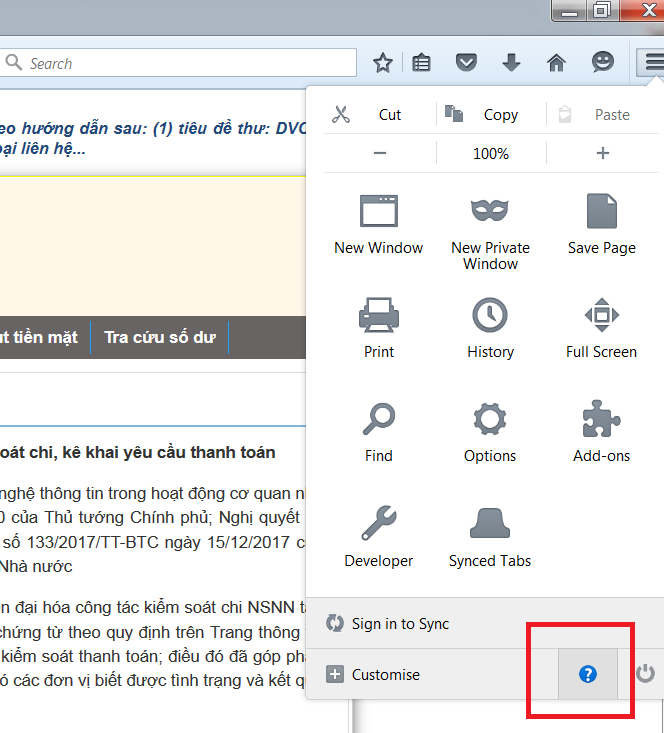 Search
eo hướng dẫn sau: (1) tiêu đề thư: DVC
ại liên hệ...
Cut Copy Paste
100%
New Window New Private Window Save Page
Print History Full Screen
Find Options Add-ons
Developer Synced Tabs
Sign in to Sync
Customise
?
t tiền mặt Tra cứu số dư
oát chi, kê khai yêu cầu thanh toán
nghệ thông tin trong hoạt động cơ quan n
0 của Thủ tướng Chính phủ; Nghị quyết
số 133/2017/TT-BTC ngày 15/12/2017 c
Nhà nước
n đại hóa công tác kiểm soát chi NSNN t
chứng từ theo quy định trên Trang thông
kiểm soát thanh toán; điều đó đã góp ph
ó các đơn vị biết được tình trạng và kết q